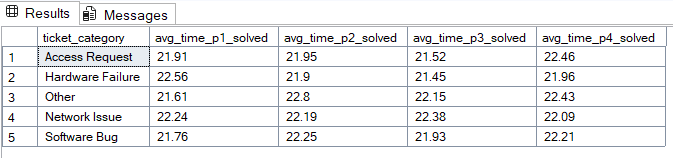 Results Messages
ticket_category avg_time_p1_solved avg_time_p2_solved avg_time_p3_solved avg_time_p4_solved
1 Access Request 21.91 21.95 21.52 22.46
2 Hardware Failure 22.56 21.9 21.45 21.96
3 Other 21.61 22.8 22.15 22.43
4 Network Issue 22.24 22.19 22.38 22.09
5 Software Bug 21.76 22.25 21.93 22.21